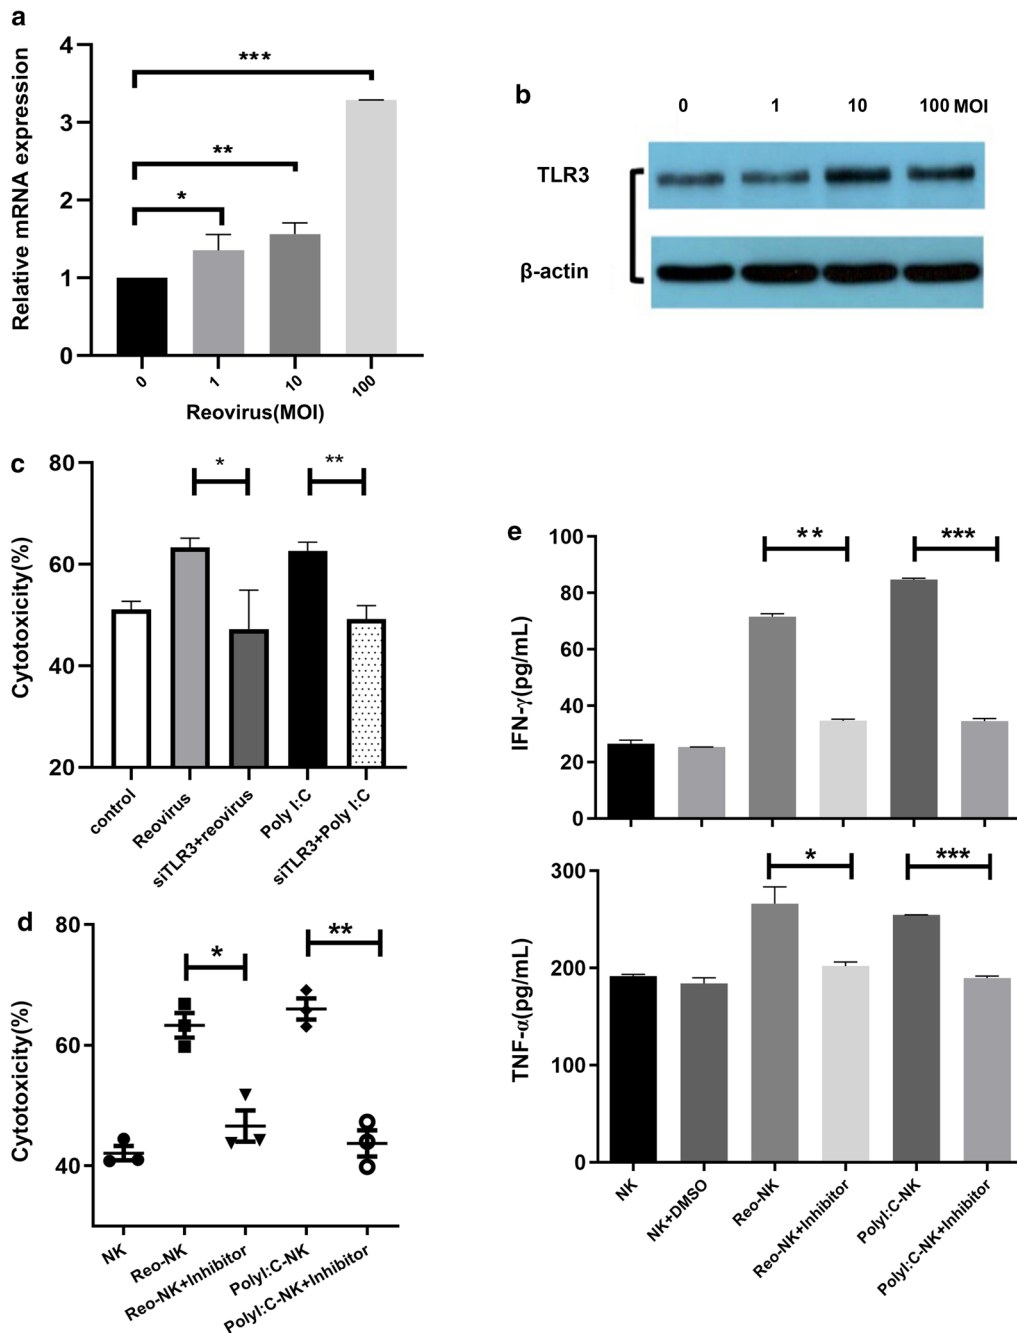 a
Relative mRNA expression
4
3
2
1
0
***
**
*
0
1
10
100
Reovirus(MOI)
b
0 1 10 100 MOI
TLR3
β-actin
c
Cytotoxicity(%)
80
60
40
20
*
**
control
Reovirus
siTLR3+reovirus
Poly I:C
siTLR3+Poly I:C
d
Cytotoxicity(%)
80
60
40
*
**
NK
Reo-NK
Reo-NK+Inhibitor
PolyI:C-NK
PolyI:C-NK+Inhibitor
e
IFN-γ(pg/mL)
100
80
60
40
20
0
**
***
TNF-α(pg/mL)
300
200
100
0
*
***
NK
NK+DMSO
Reo-NK
Reo-NK+Inhibitor
PolyI:C-NK
PolyI:C-NK+Inhibitor